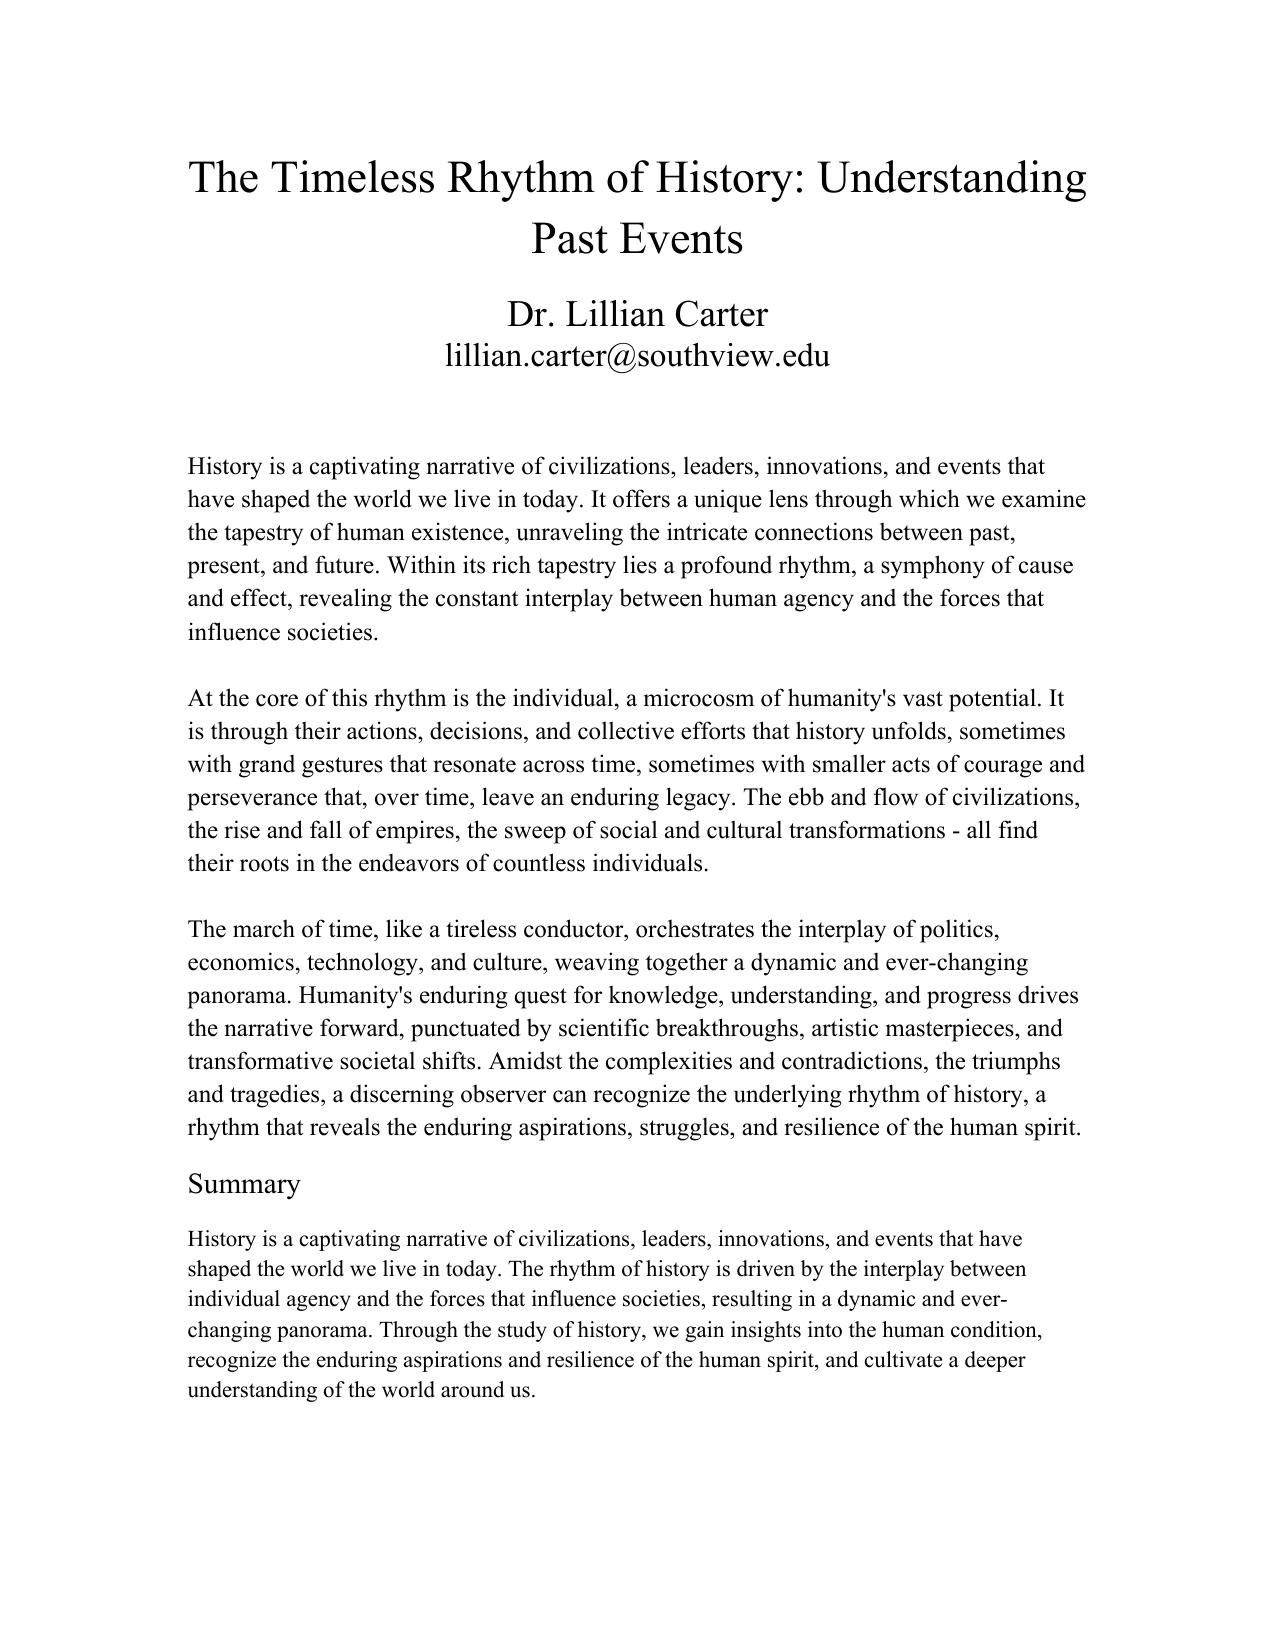 The Timeless Rhythm of History: Understanding
Past Events
Dr. Lillian Carter
lillian.carter@southview.edu
History is a captivating narrative of civilizations, leaders, innovations, and events that
have shaped the world we live in today. It offers a unique lens through which we examine
the tapestry of human existence, unraveling the intricate connections between past,
present, and future. Within its rich tapestry lies a profound rhythm, a symphony of cause
and effect, revealing the constant interplay between human agency and the forces that
influence societies.
At the core of this rhythm is the individual, a microcosm of humanity's vast potential. It
is through their actions, decisions, and collective efforts that history unfolds, sometimes
with grand gestures that resonate across time, sometimes with smaller acts of courage and
perseverance that, over time, leave an enduring legacy. The ebb and flow of civilizations,
the rise and fall of empires, the sweep of social and cultural transformations - all find
their roots in the endeavors of countless individuals.
The march of time, like a tireless conductor, orchestrates the interplay of politics,
economics, technology, and culture, weaving together a dynamic and ever-changing
panorama. Humanity's enduring quest for knowledge, understanding, and progress drives
the narrative forward, punctuated by scientific breakthroughs, artistic masterpieces, and
transformative societal shifts. Amidst the complexities and contradictions, the triumphs
and tragedies, a discerning observer can recognize the underlying rhythm of history, a
rhythm that reveals the enduring aspirations, struggles, and resilience of the human spirit.
Summary
History is a captivating narrative of civilizations, leaders, innovations, and events that have
shaped the world we live in today. The rhythm of history is driven by the interplay between
individual agency and the forces that influence societies, resulting in a dynamic and ever-
changing panorama. Through the study of history, we gain insights into the human condition,
recognize the enduring aspirations and resilience of the human spirit, and cultivate a deeper
understanding of the world around us.